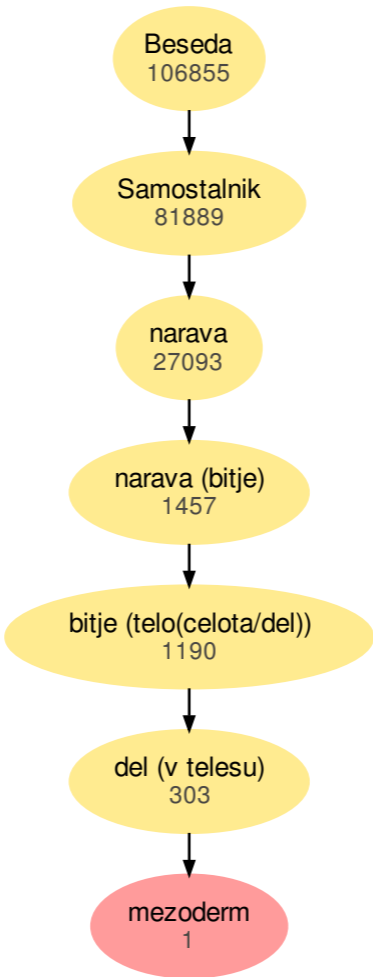 Beseda
106855
Samostalnik
81889
narava
27093
narava (bitje)
1457
bitje (telo(celota/del))
1190
del (v telesu)
303
mezoderm
1